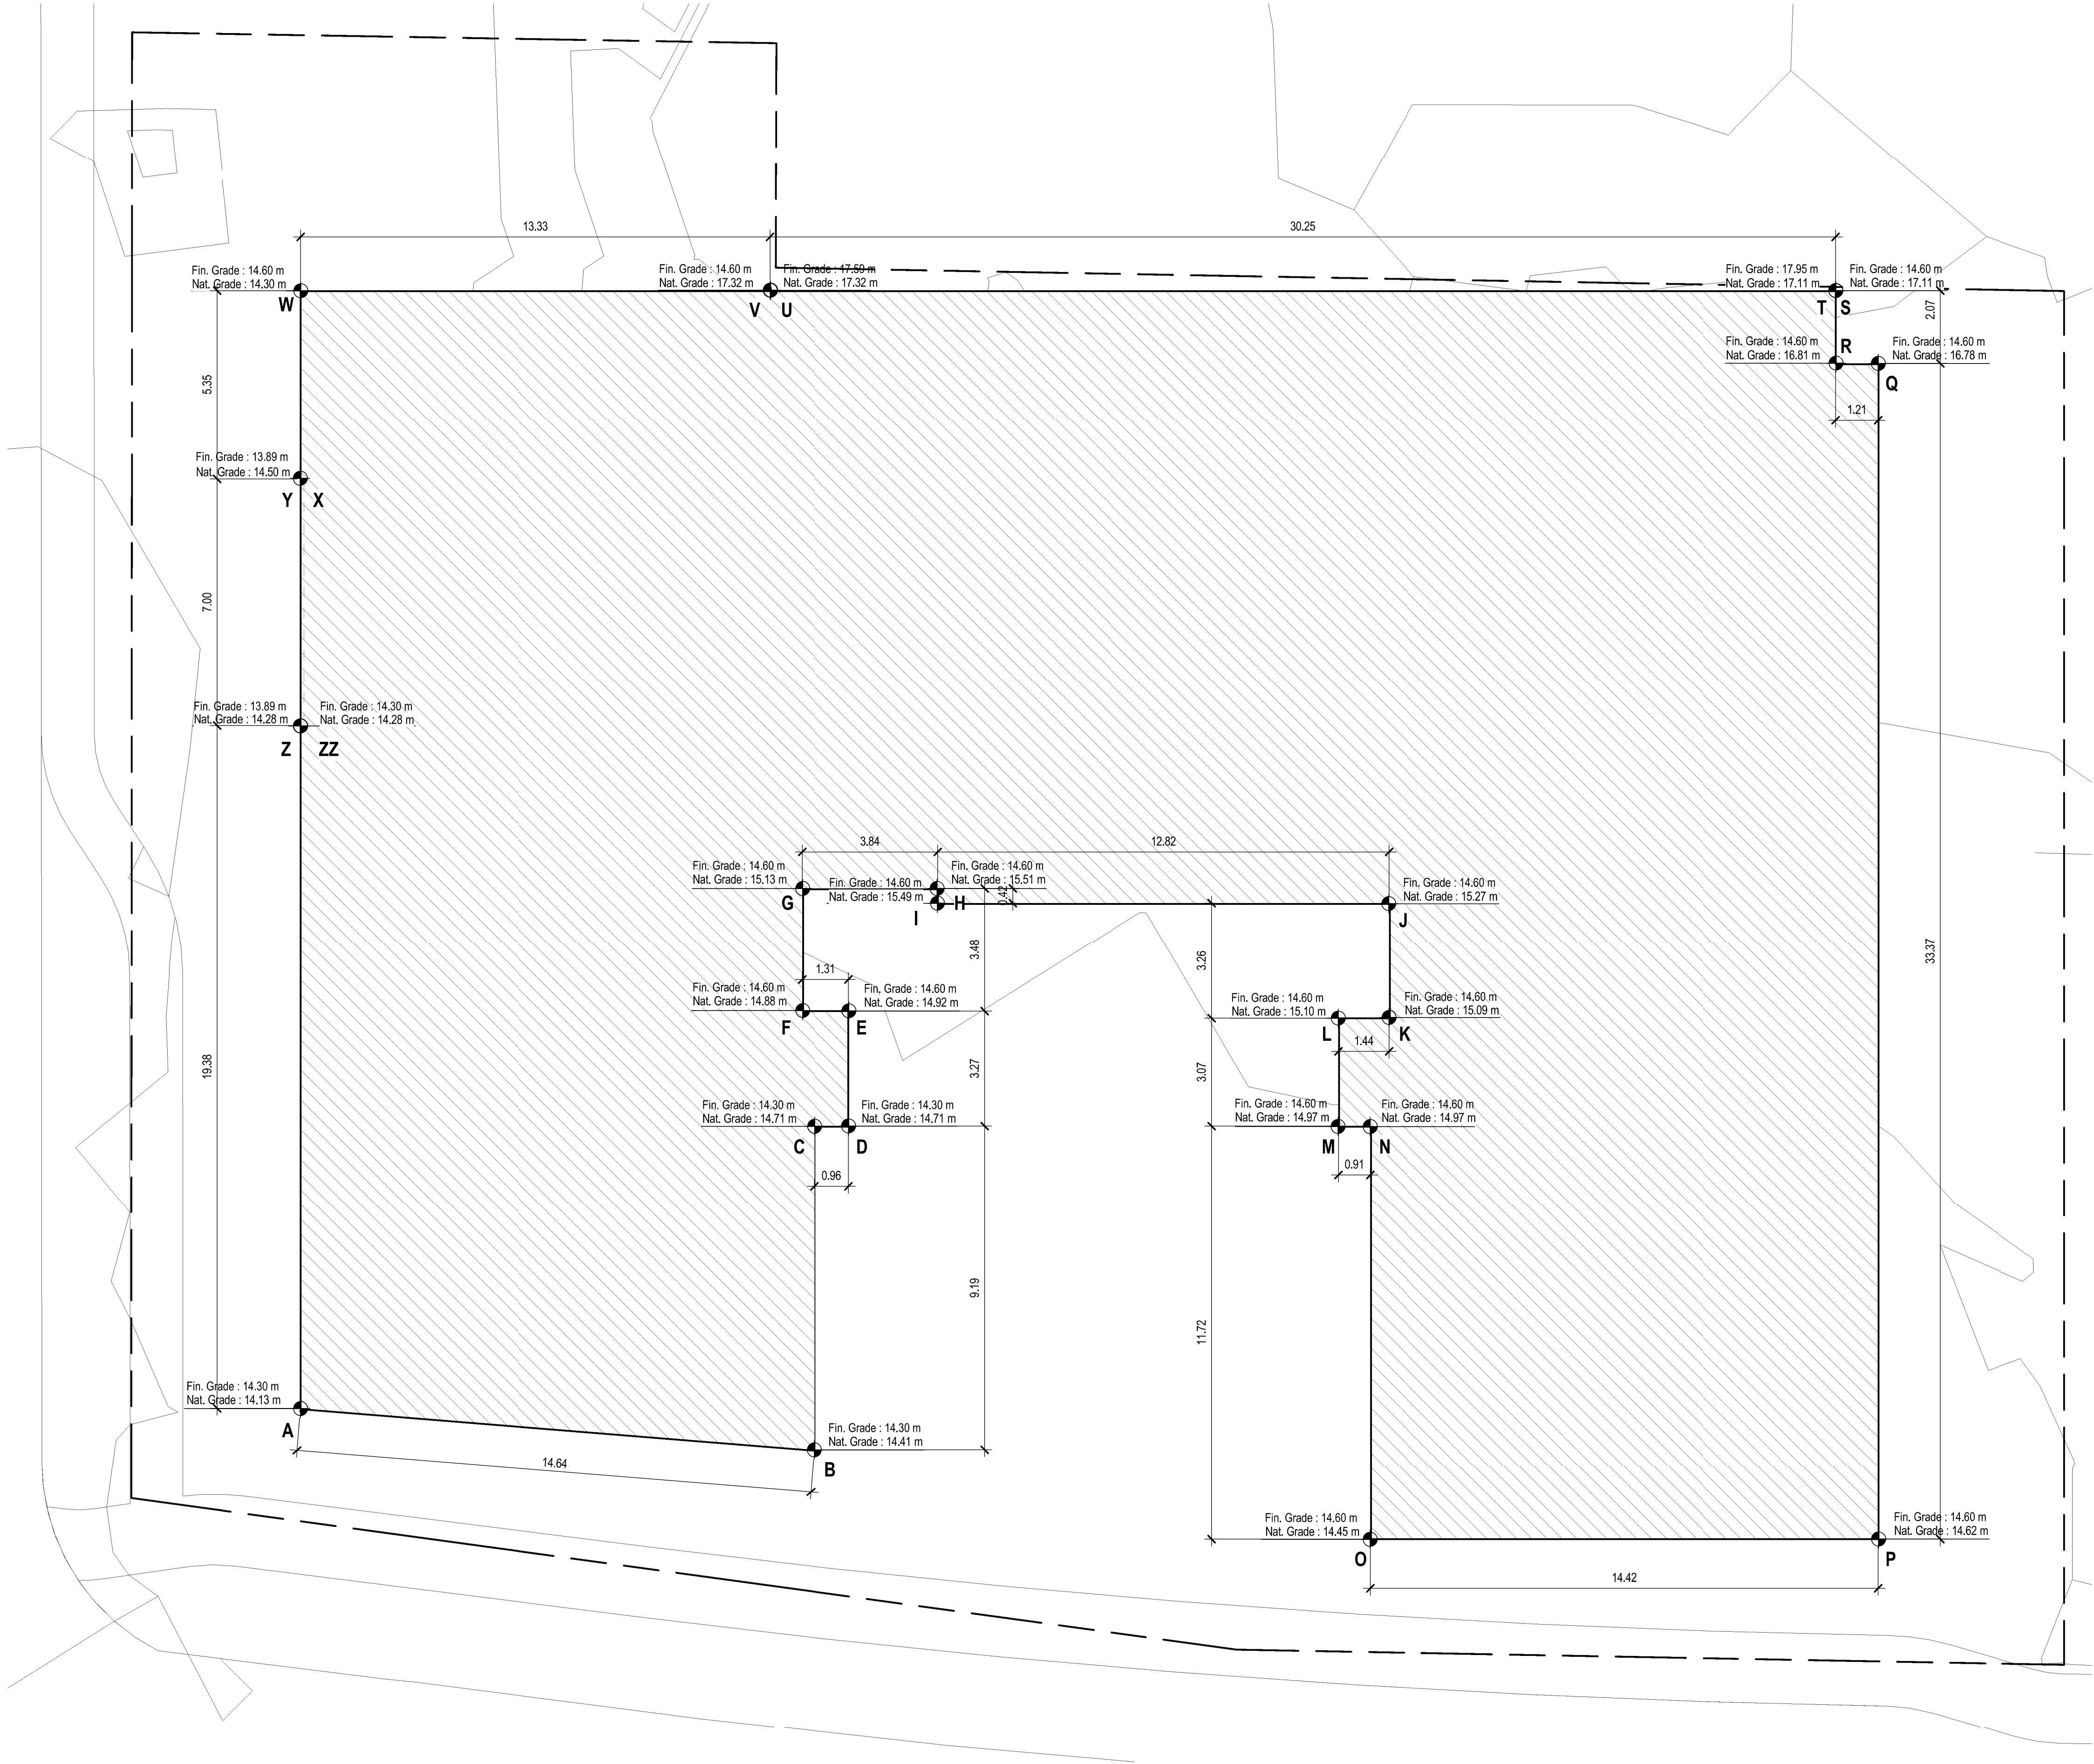 13.33
30.25
Fin. Grade : 14.60 m
Nat. Grade : 14.30 m
W
Fin. Grade : 14.60 m
Nat. Grade : 17.32 m
V
Fin. Grade : 17.50 m
Nat. Grade : 17.32 m
U
Fin. Grade : 17.95 m
Nat. Grade : 17.11 m
T
Fin. Grade : 14.60 m
Nat. Grade : 17.11 m
S
2.07
Fin. Grade : 14.60 m
Nat. Grade : 16.81 m
R
Fin. Grade : 14.60 m
Nat. Grade : 16.78 m
Q
1.21
5.35
Fin. Grade : 13.89 m
Nat. Grade : 14.50 m
Y
X
7.00
Fin. Grade : 13.89 m
Nat. Grade : 14.28 m
Z
Fin. Grade : 14.30 m
Nat. Grade : 14.28 m
ZZ
3.84
12.82
Fin. Grade : 14.60 m
Nat. Grade : 15.13 m
G
Fin. Grade : 14.60 m
Nat. Grade : 15.49 m
I
Fin. Grade : 14.60 m
Nat. Grade : 15.51 m
H
0.42
Fin. Grade : 14.60 m
Nat. Grade : 15.27 m
J
3.48
3.26
33.37
1.31
Fin. Grade : 14.60 m
Nat. Grade : 14.88 m
F
Fin. Grade : 14.60 m
Nat. Grade : 14.92 m
E
Fin. Grade : 14.60 m
Nat. Grade : 15.10 m
L
Fin. Grade : 14.60 m
Nat. Grade : 15.09 m
K
1.44
19.38
3.27
3.07
Fin. Grade : 14.30 m
Nat. Grade : 14.71 m
C
Fin. Grade : 14.30 m
Nat. Grade : 14.71 m
D
Fin. Grade : 14.60 m
Nat. Grade : 14.97 m
M
Fin. Grade : 14.60 m
Nat. Grade : 14.97 m
N
0.96
0.91
9.19
11.72
Fin. Grade : 14.30 m
Nat. Grade : 14.13 m
A
Fin. Grade : 14.30 m
Nat. Grade : 14.41 m
B
14.64
Fin. Grade : 14.60 m
Nat. Grade : 14.45 m
O
Fin. Grade : 14.60 m
Nat. Grade : 14.62 m
P
14.42